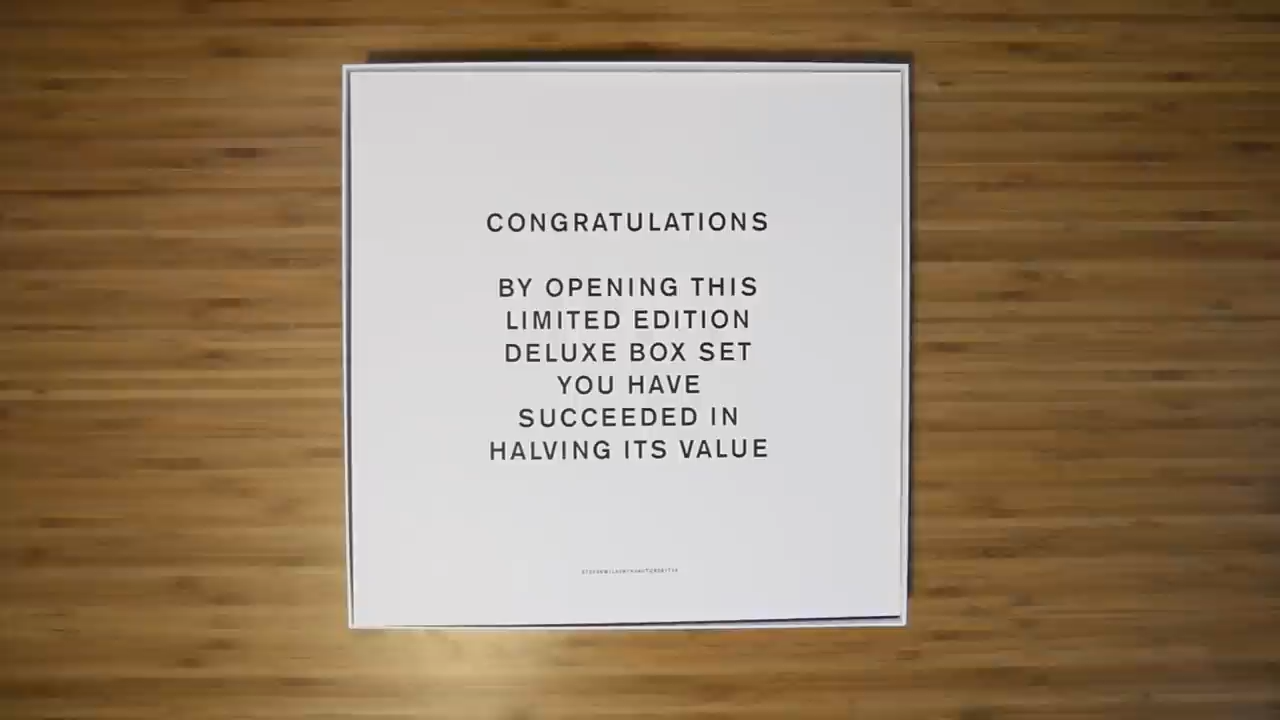 CONGRATULATIONS
BY OPENING THIS
LIMITED EDITION
DELUXE BOX SET
YOU HAVE
SUCCEEDED IN
HALVING ITS VALUE